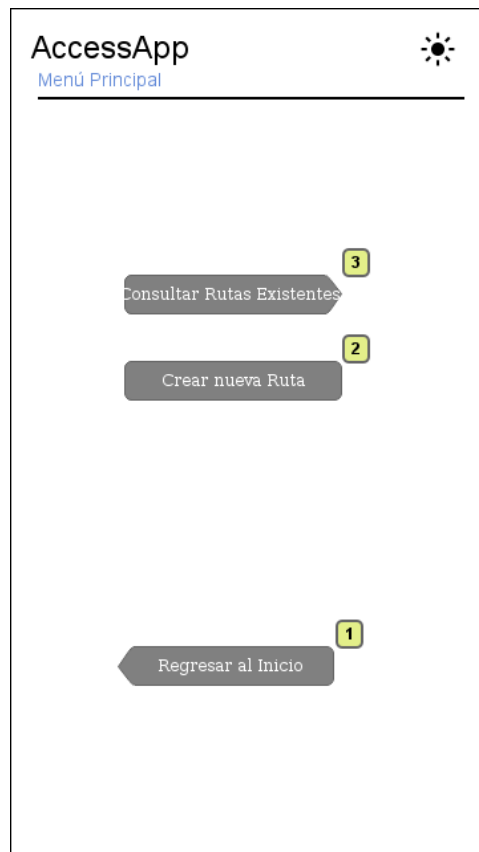 AccessApp
Menú Principal
3
Consultar Rutas Existentes
2
Crear nueva Ruta
1
Regresar al Inicio